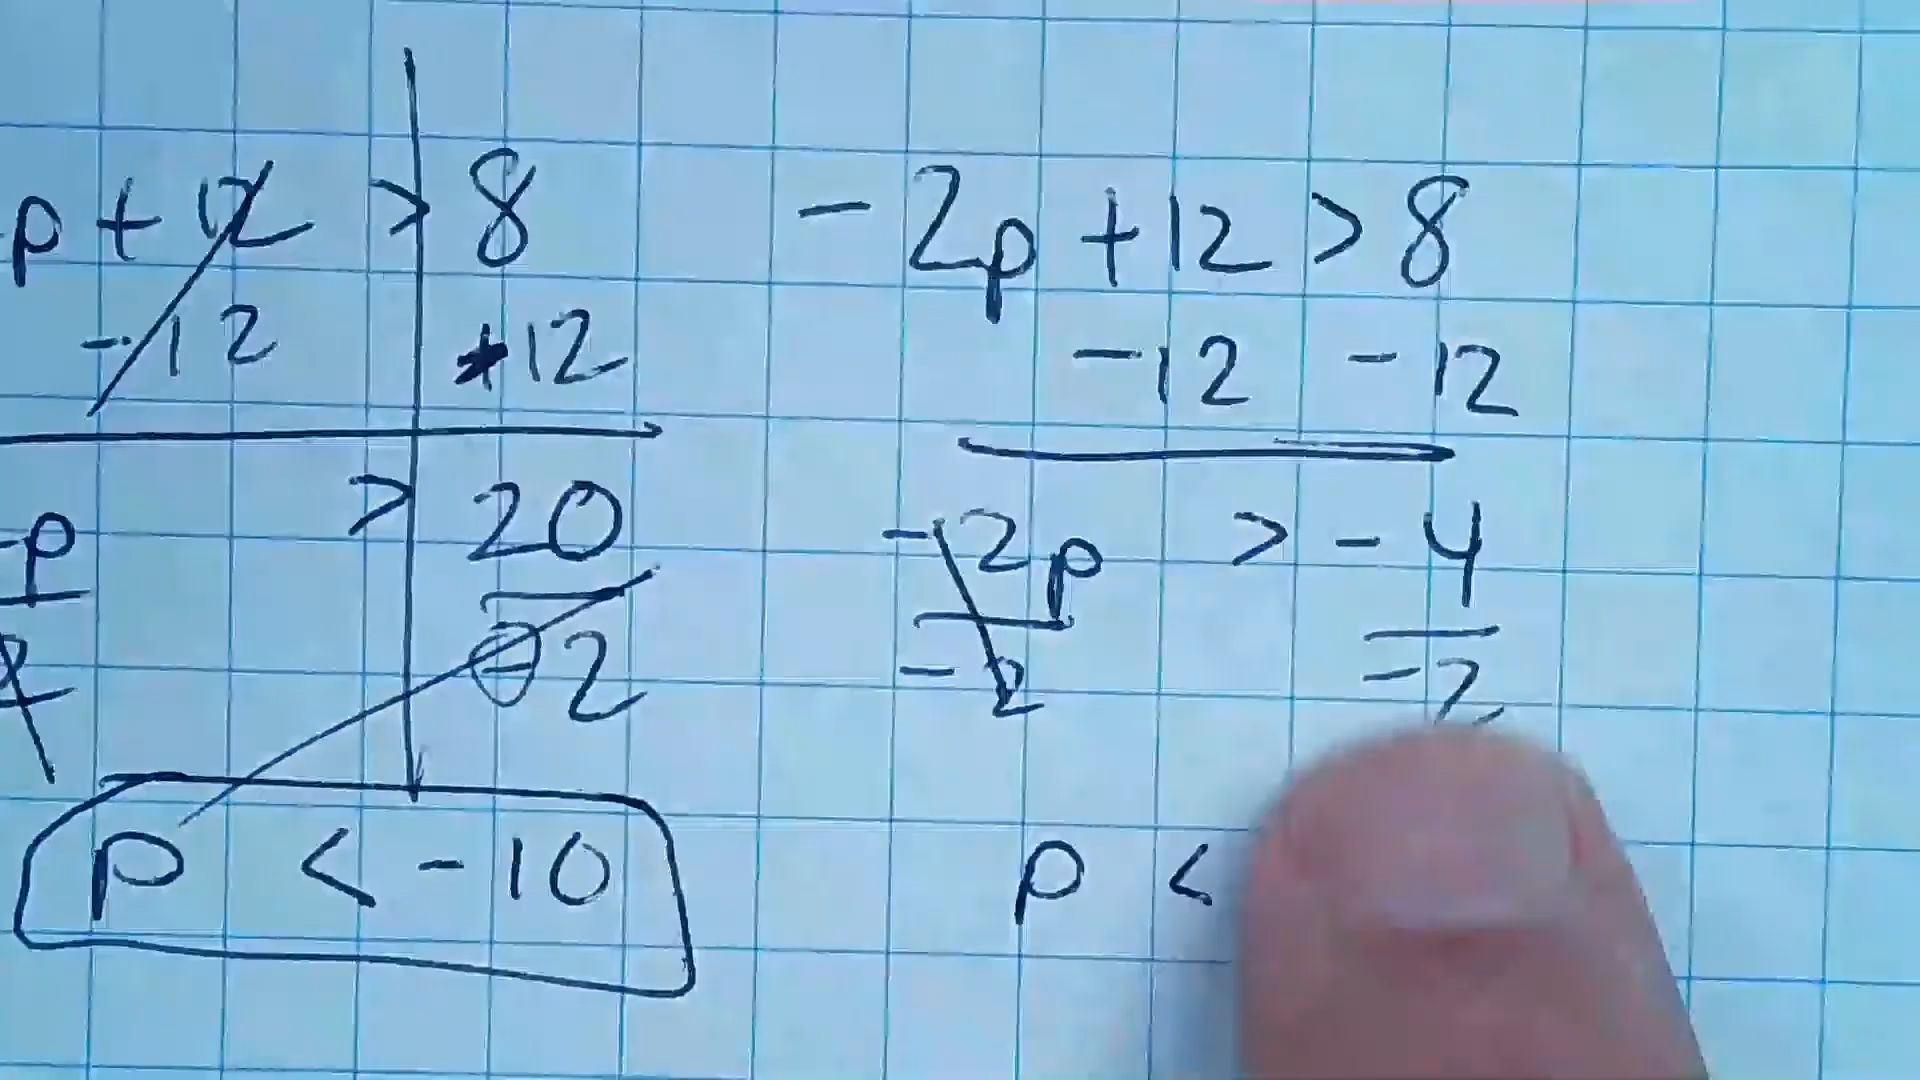 p + 12 > 8
- 12 +12
-p > 20
-2
p < -10
-2p + 12 > 8
-12 -12
-2p > -4
-2 -2
p <